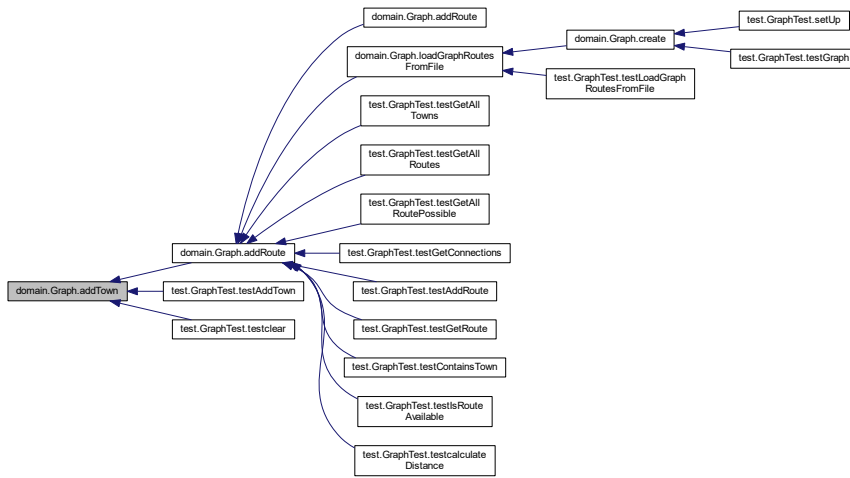 domain.Graph.addRoute
test.GraphTest.setUp
domain.Graph.create
domain.Graph.loadGraphRoutes
FromFile
test.GraphTest.testGraph
test.GraphTest.testLoadGraph
RoutesFromFile
test.GraphTest.testGetAll
Towns
test.GraphTest.testGetAll
Routes
test.GraphTest.testGetAll
RoutePossible
domain.Graph.addRoute
test.GraphTest.testGetConnections
domain.Graph.addTown
test.GraphTest.testAddTown
test.GraphTest.testAddRoute
test.GraphTest.testclear
test.GraphTest.testGetRoute
test.GraphTest.testContainsTown
test.GraphTest.testIsRoute
Available
test.GraphTest.testcalculate
Distance